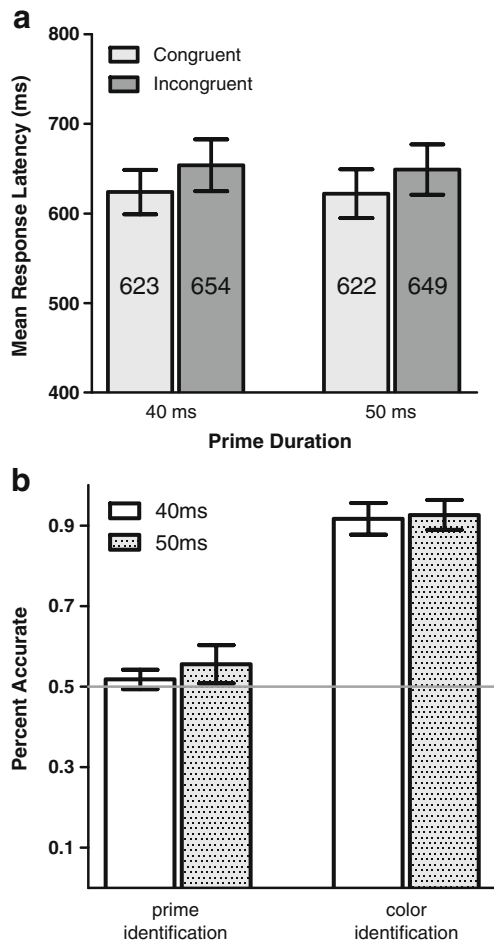 a
800
700
600
500
400
Mean Response Latency (ms)
Congruent
Incongruent
623
654
622
649
40 ms
50 ms
Prime Duration
b
0.9
0.7
0.5
0.3
0.1
Percent Accurate
40ms
50ms
prime
identification
color
identification